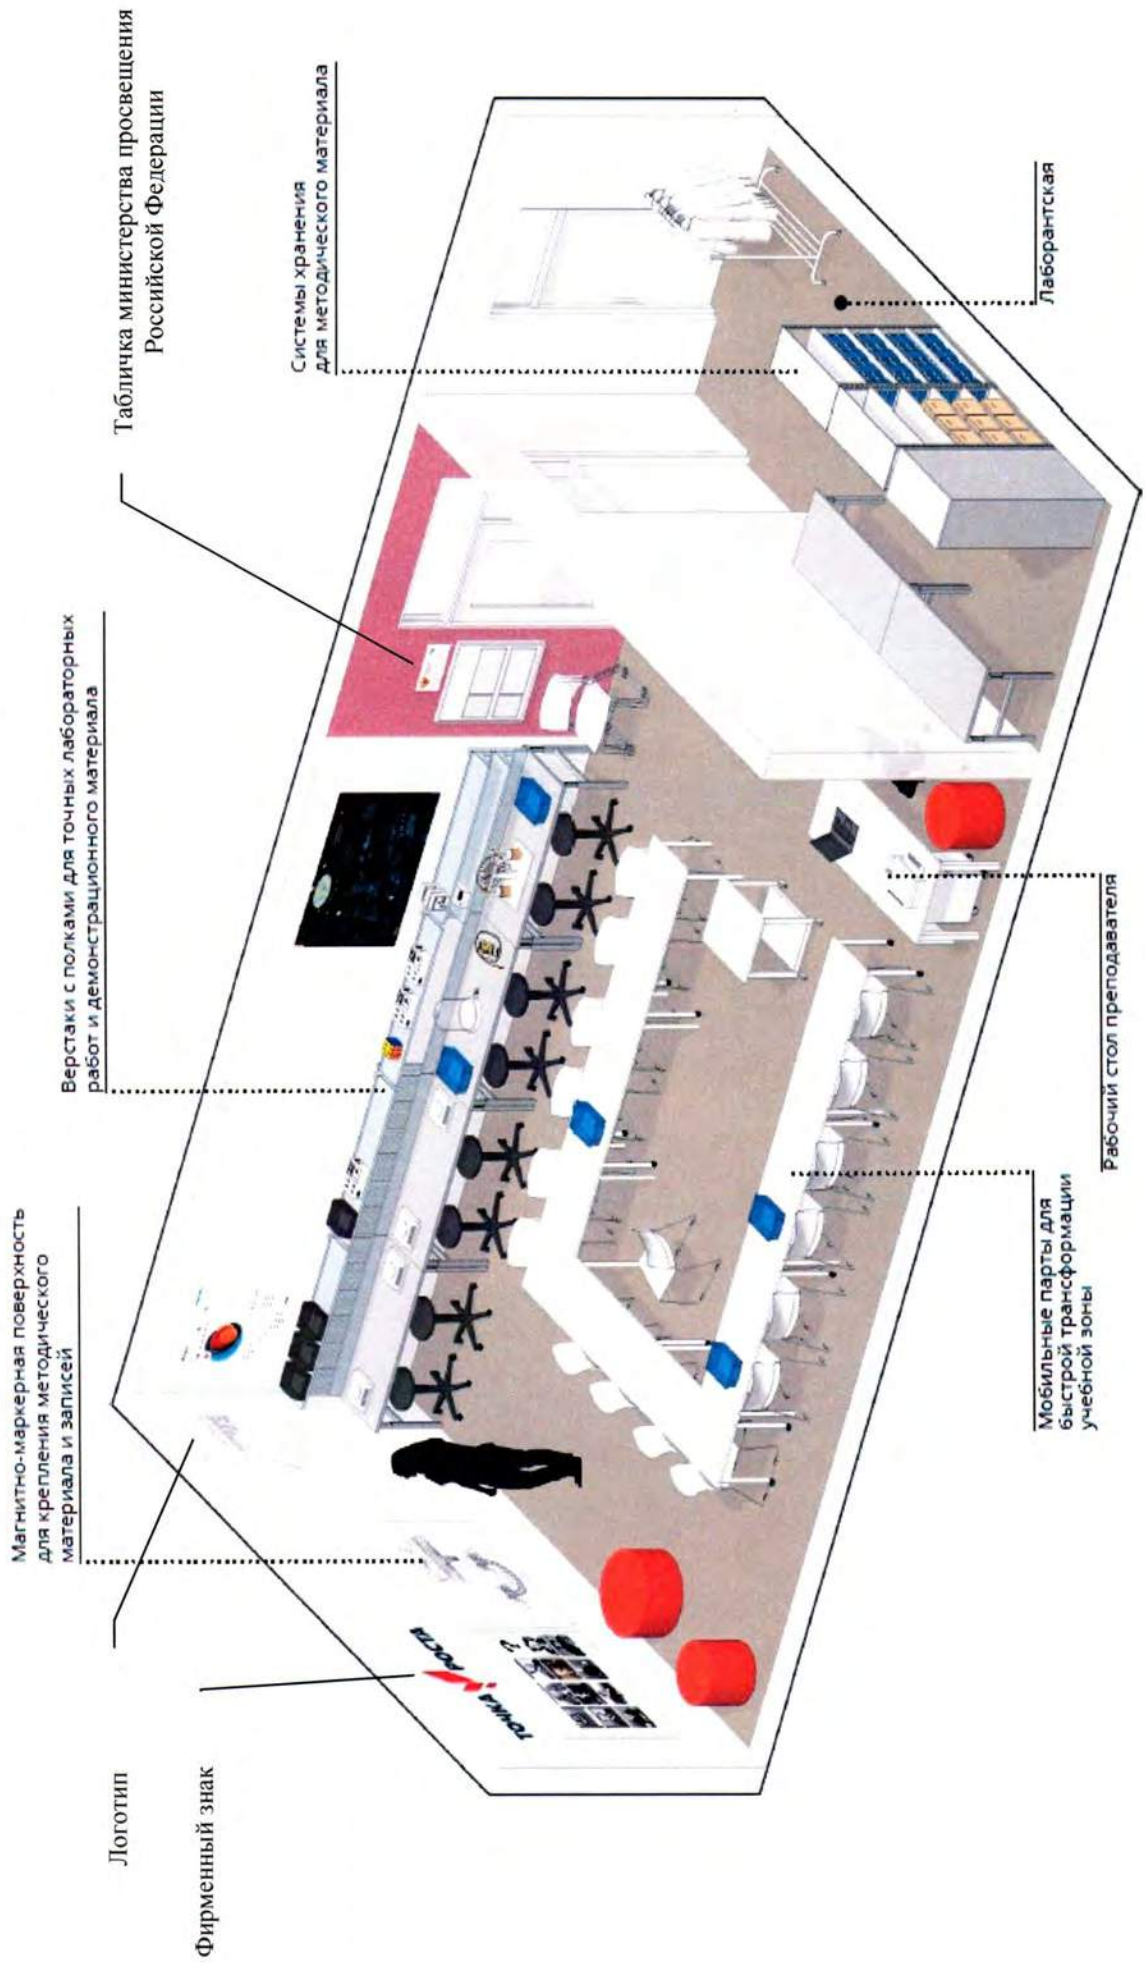 Табличка министерства просвещения
Российской Федерации
Системы хранения
для методического материала
Лаборантская
Верстаки с полками для точных лабораторных
работ и демонстрационного материала
Магнитно-маркерная поверхность
для крепления методического
материала и записей
Логотип
Фирменный знак
ТОЧКА
РОСТА
Рабочий стол преподавателя
Мобильные парты для
быстрой трансформации
учебной зоны